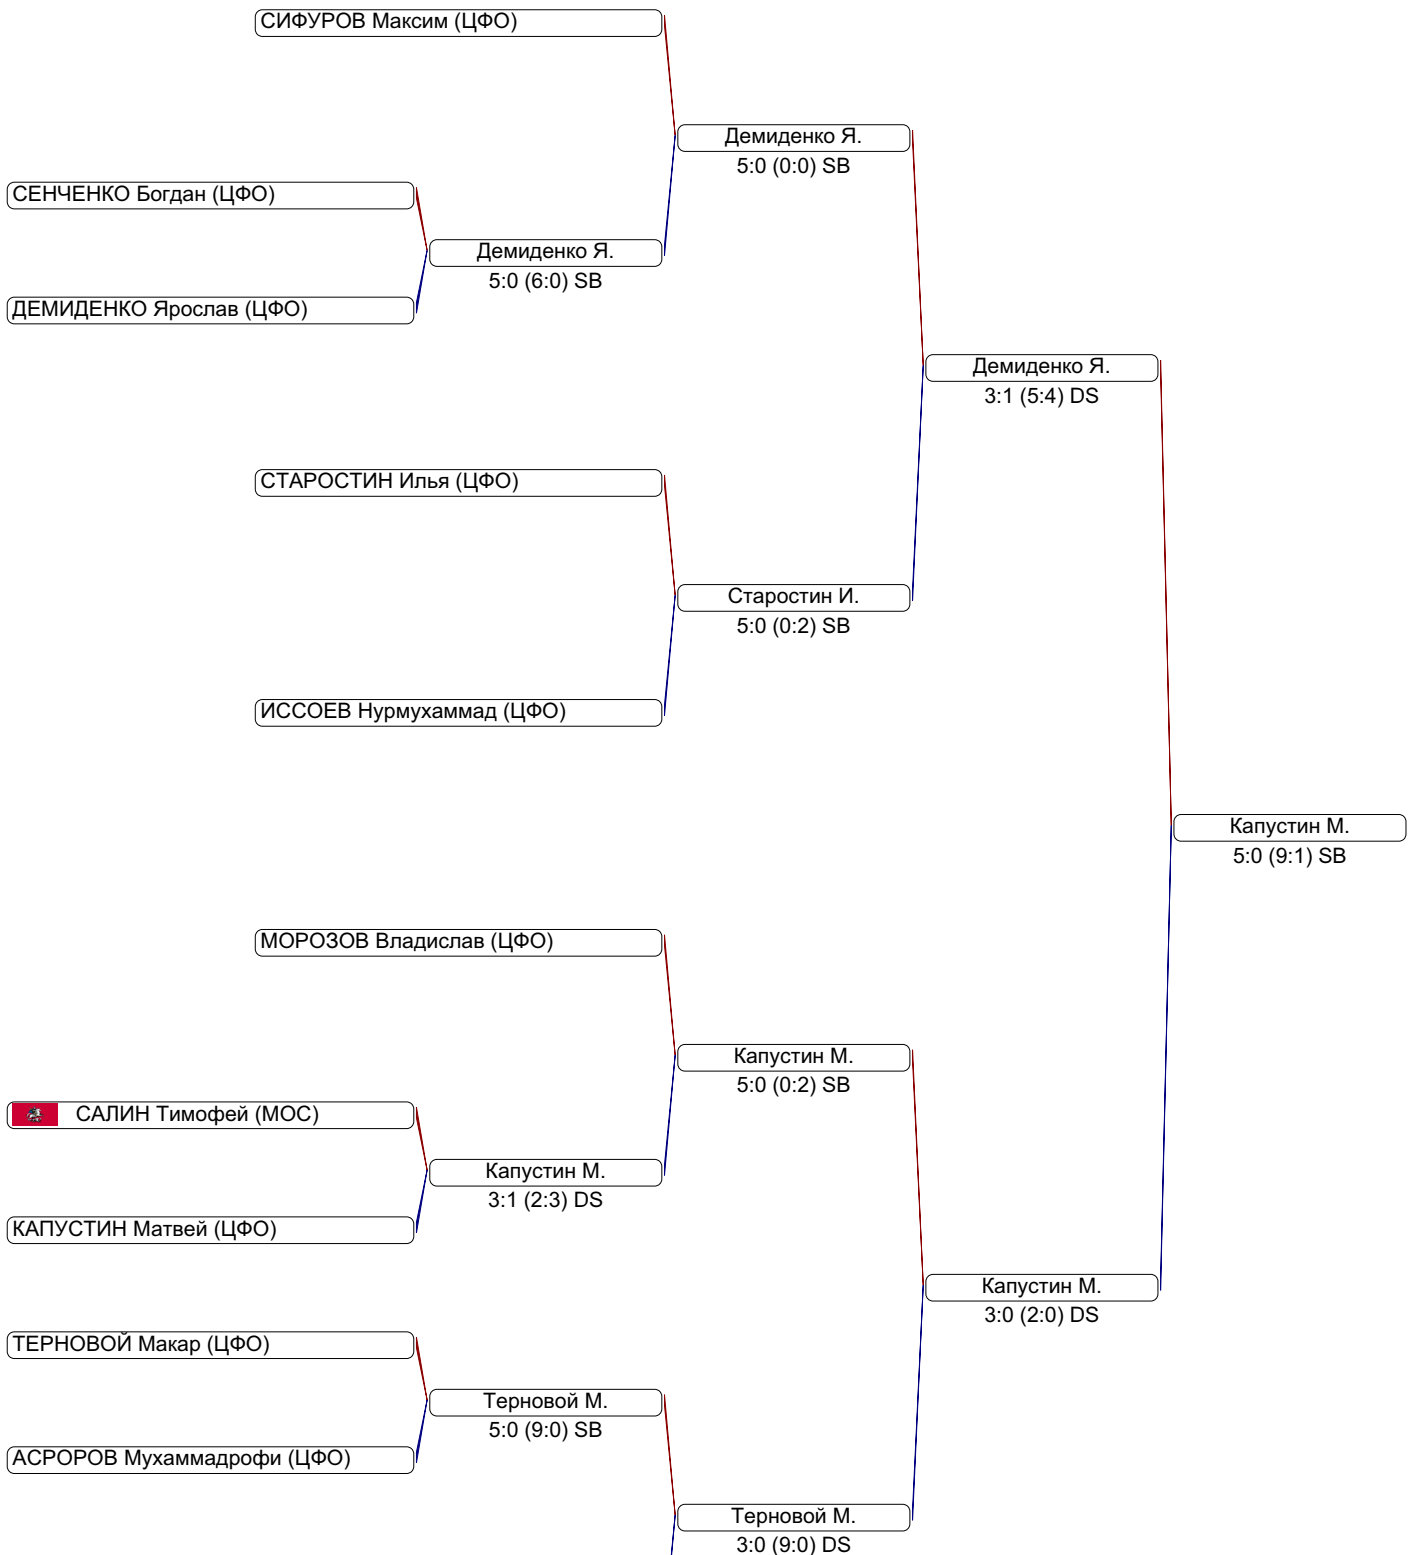 СИФУРОВ Максим (ЦФО)
Демиденко Я.
5:0 (0:0) SB
СЕНЧЕНКО Богдан (ЦФО)
Демиденко Я.
5:0 (6:0) SB
ДЕМИДЕНКО Ярослав (ЦФО)
Демиденко Я.
3:1 (5:4) DS
СТАРОСТИН Илья (ЦФО)
Старостин И.
5:0 (0:2) SB
ИССОЕВ Нурмухаммад (ЦФО)
Капустин М.
5:0 (9:1) SB
МОРОЗОВ Владислав (ЦФО)
Капустин М.
5:0 (0:2) SB
САЛИН Тимофей (МОС)
Капустин М.
3:1 (2:3) DS
КАПУСТИН Матвей (ЦФО)
Капустин М.
3:0 (2:0) DS
ТЕРНОВОЙ Макар (ЦФО)
Терновой М.
5:0 (9:0) SB
АСРОРОВ Мухаммадрофи (ЦФО)
Терновой М.
3:0 (9:0) DS